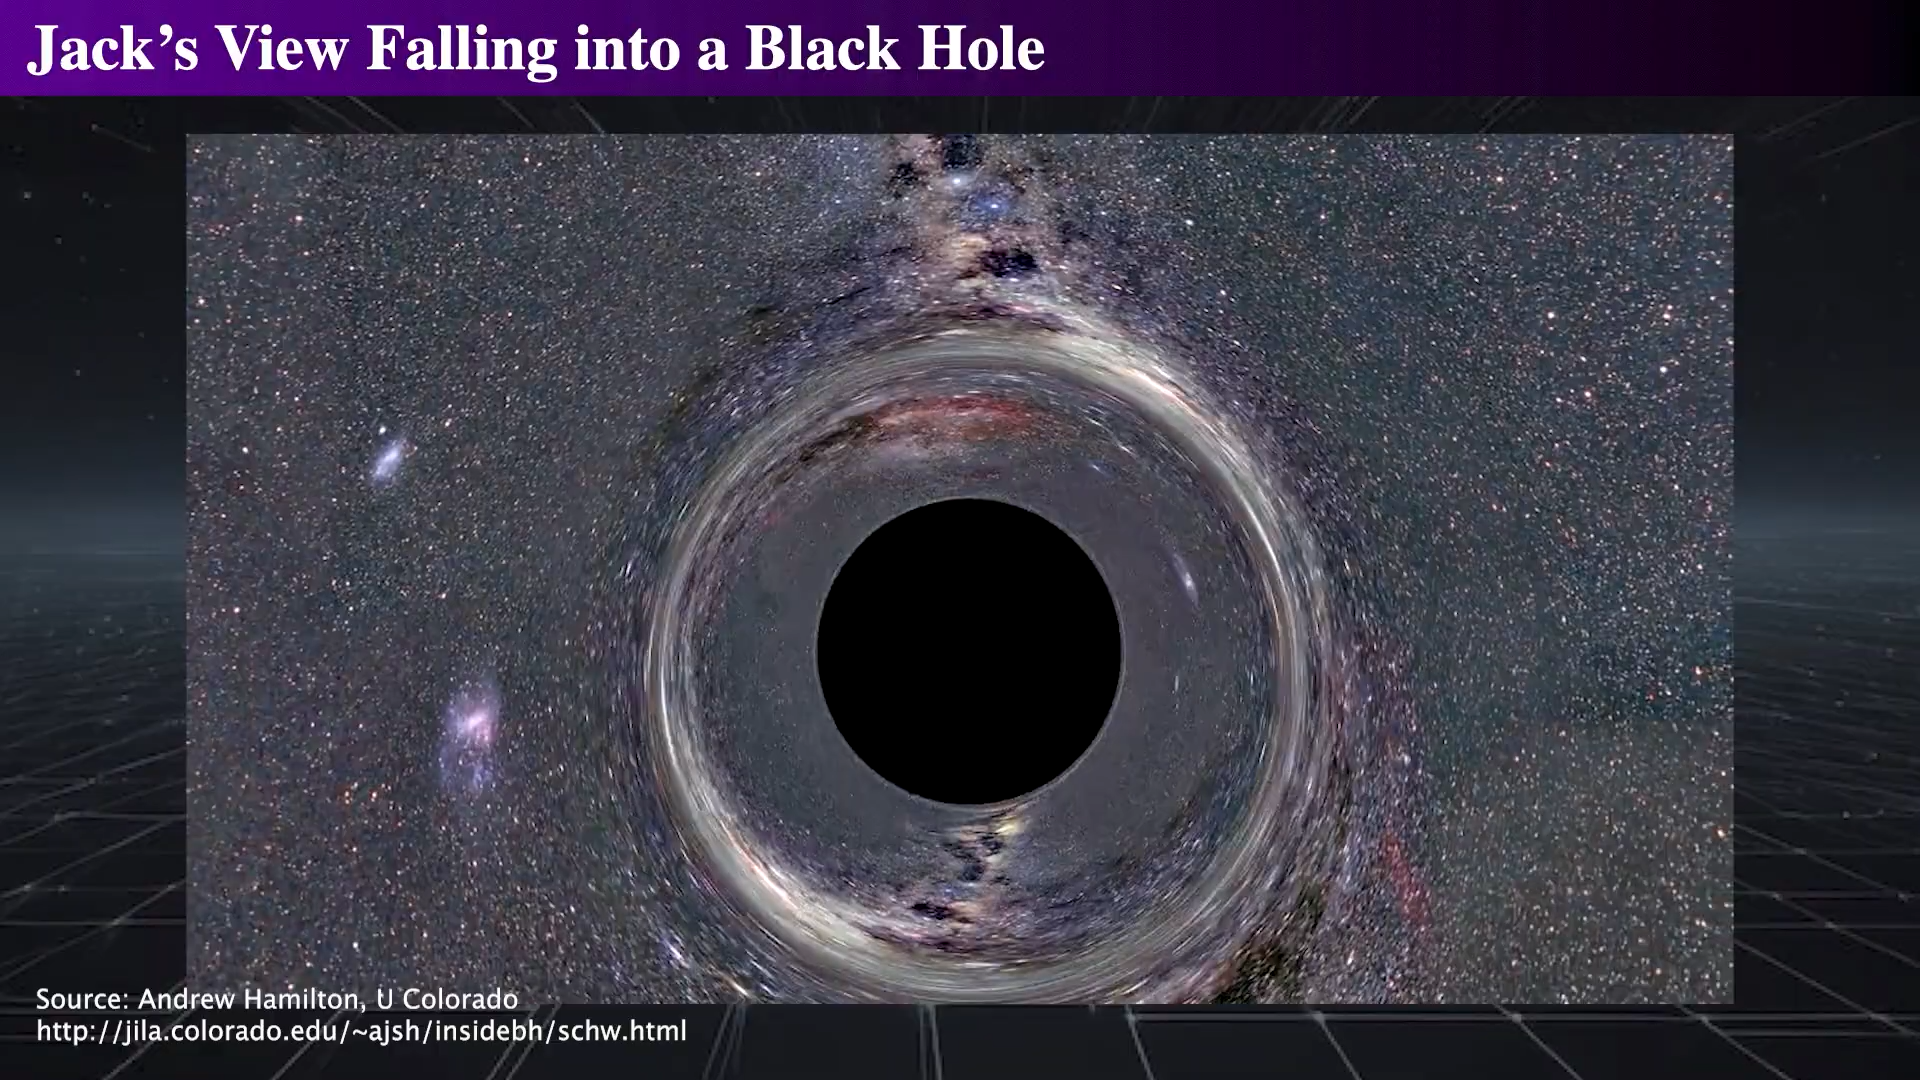 Jack’s View Falling into a Black Hole
Source: Andrew Hamilton, U Colorado
http://jila.colorado.edu/~ajsh/insidebh/schw.html